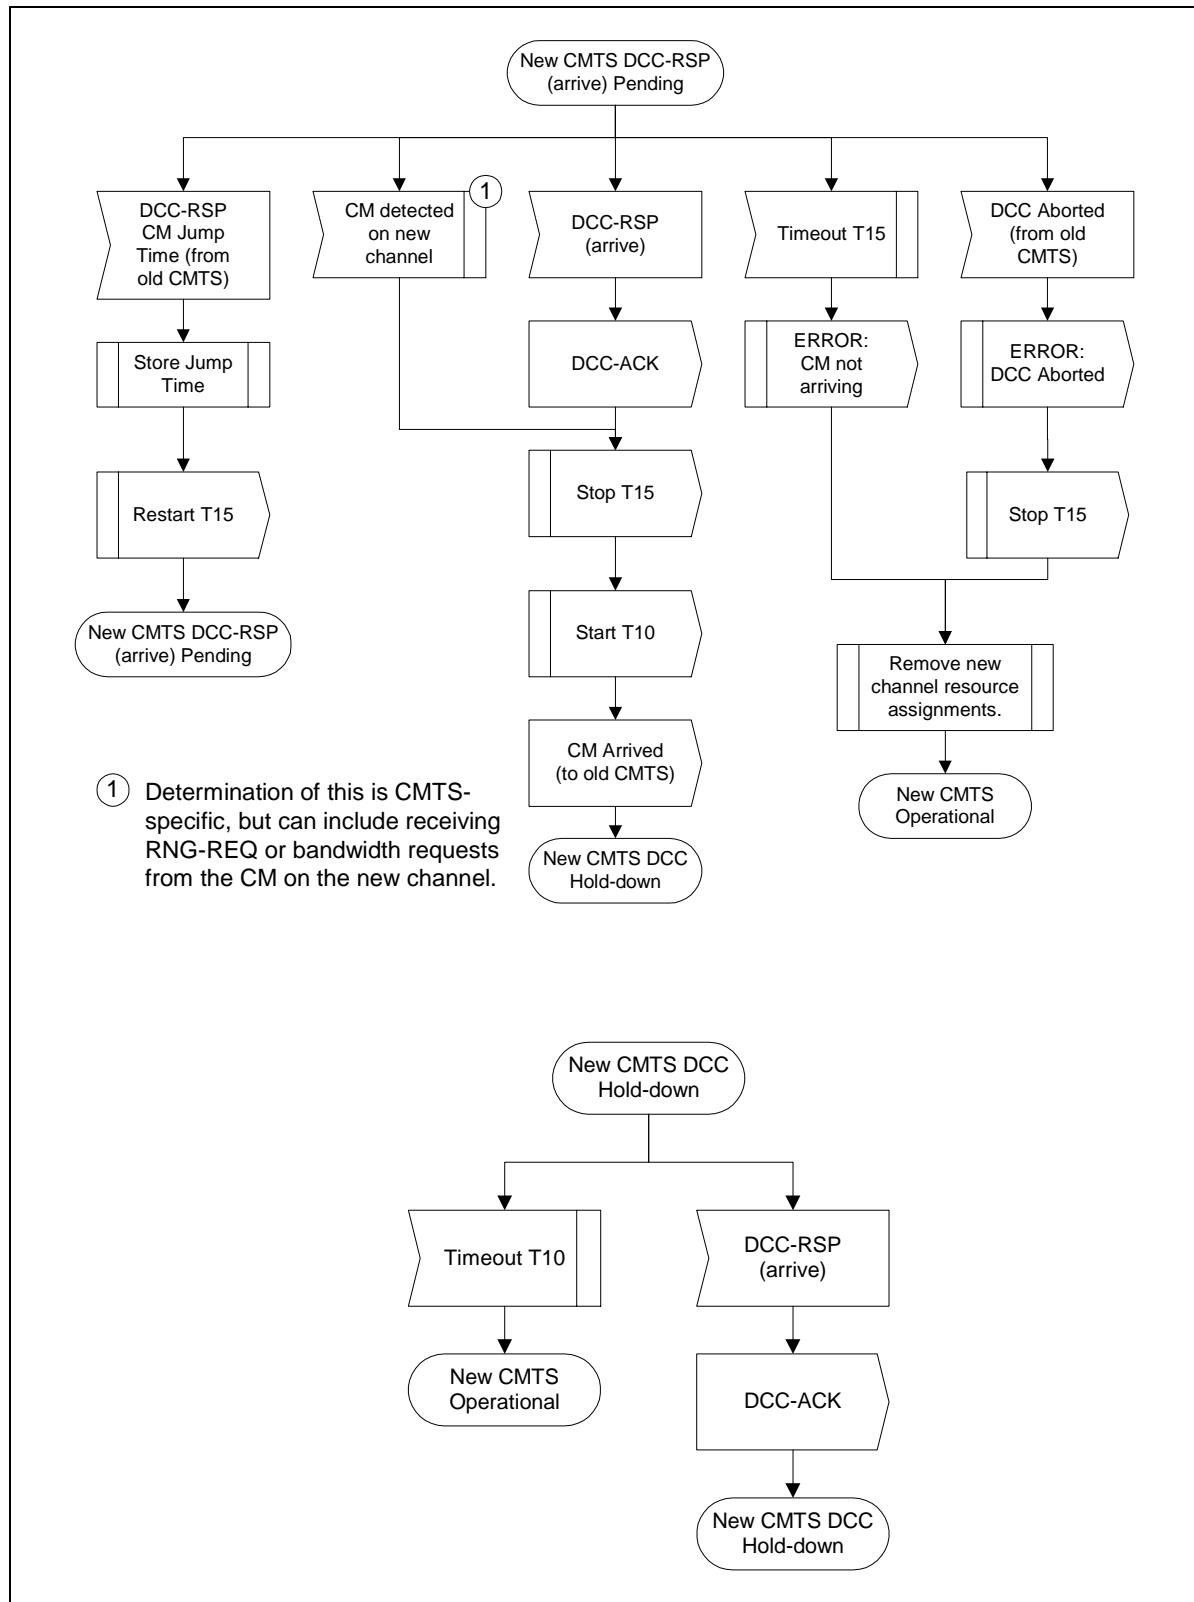 New CMTS DCC-RSP
(arrive) Pending
DCC-RSP
CM Jump
Time (from
old CMTS)
CM detected
on new
channel
1
DCC-RSP
(arrive)
Timeout T15
DCC Aborted
(from old
CMTS)
Store Jump
Time
DCC-ACK
ERROR:
CM not
arriving
ERROR:
DCC Aborted
Restart T15
Stop T15
Stop T15
New CMTS DCC-RSP
(arrive) Pending
Start T10
Remove new
channel resource
assignments.
CM Arrived
(to old CMTS)
New CMTS
Operational
New CMTS DCC
Hold-down
1 Determination of this is CMTS-
specific, but can include receiving
RNG-REQ or bandwidth requests
from the CM on the new channel.
New CMTS DCC
Hold-down
Timeout T10
DCC-RSP
(arrive)
New CMTS
Operational
DCC-ACK
New CMTS DCC
Hold-down